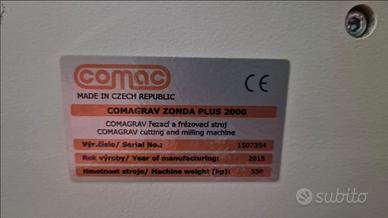 comac
MADE IN CZECH REPUBLIC
CE
COMAGRAV ZONDA PLUS 2000
COMAGRAV řezací a frézovací stroj
COMAGRAV cutting and milling machine
Výr.číslo/ Serial No.: 1507394
Rok výroby/ Year of manufacturing: 2015
Hmotnost stroje/ Machine weight [kg]: 550
subito